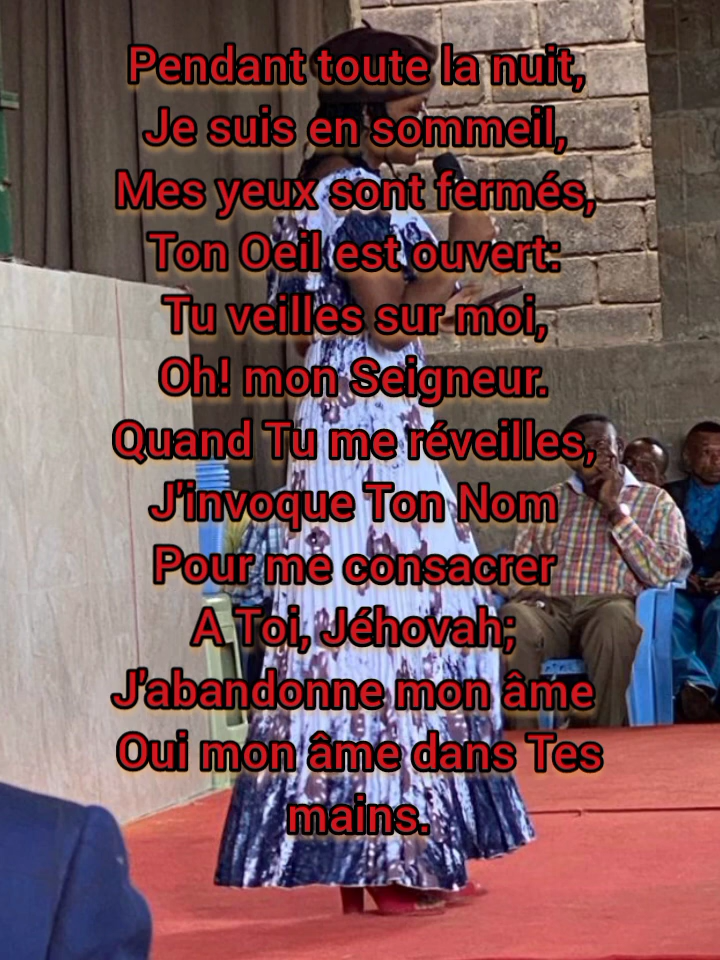 Pendant toute la nuit,
Je suis en sommeil,
Mes yeux sont fermés,
Ton Oeil est ouvert:
Tu veilles sur moi,
Oh! mon Seigneur.
Quand Tu me réveilles,
J'invoque Ton Nom
Pour me consacrer
A Toi, Jéhovah;
J'abandonne mon âme
Oui mon âme dans Tes
mains.